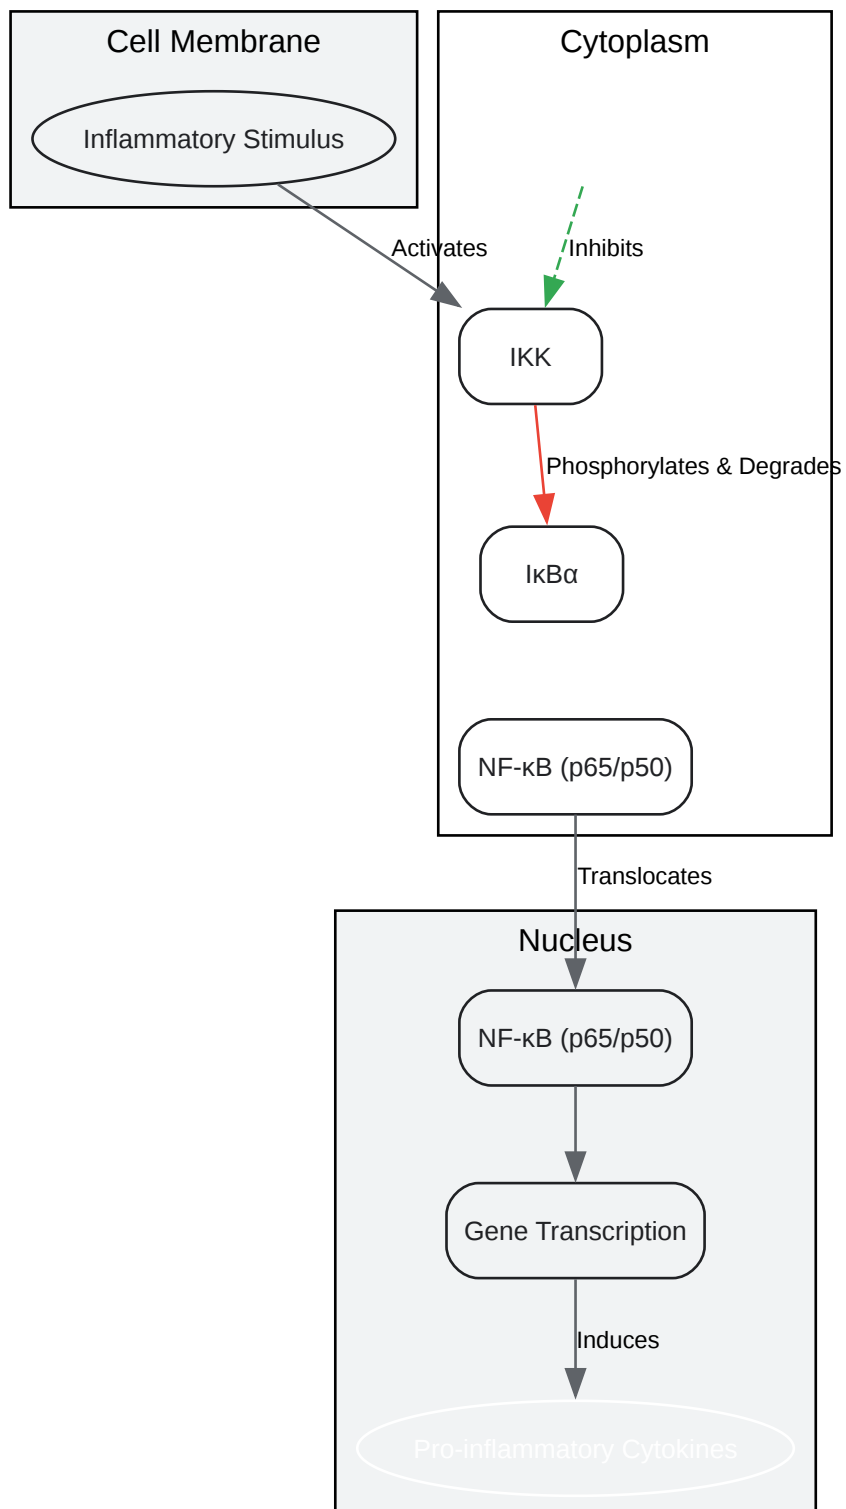 Cell Membrane
Cytoplasm
Inflammatory Stimulus
Activates
Inhibits
IKK
Phosphorylates & Degrades
IκBα
NF-κB (p65/p50)
Translocates
Nucleus
NF-κB (p65/p50)
Gene Transcription
Induces
Pro-inflammatory Cytokines